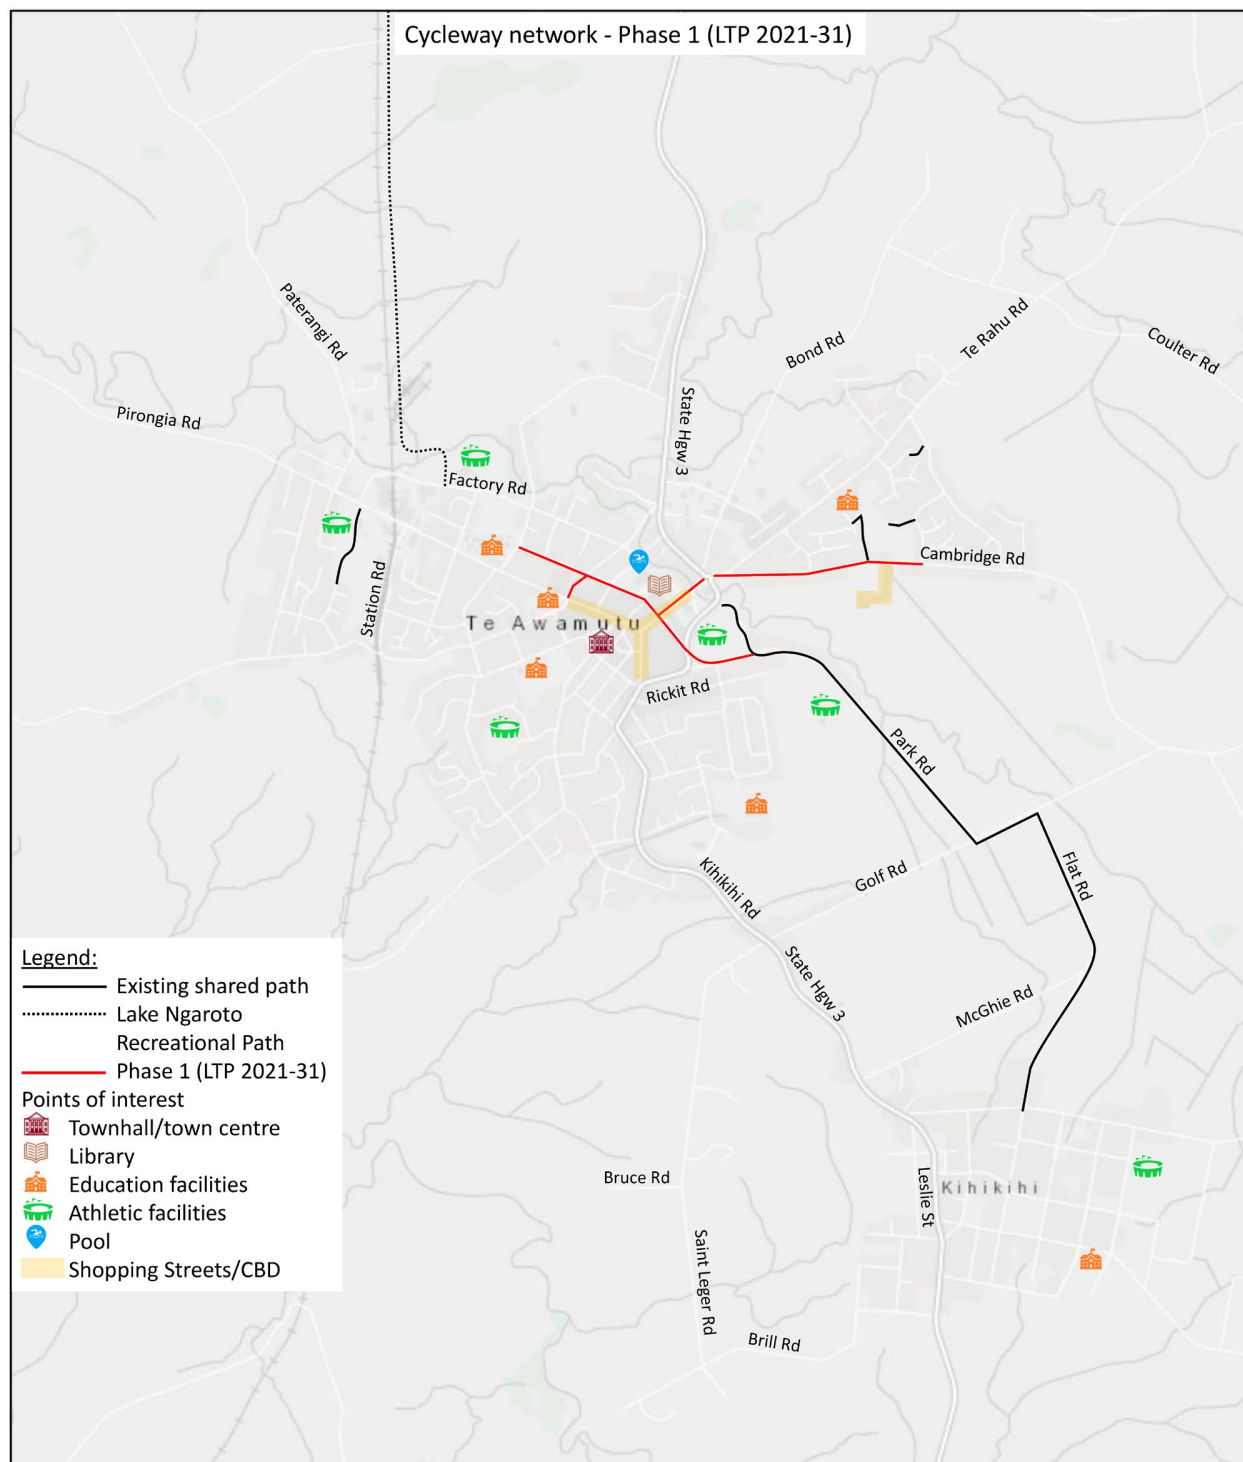 Cycleway network - Phase 1 (LTP 2021-31)
Paterangi Rd
Pirongia Rd
Bond Rd
Te Rahu Rd
Coulter Rd
State Hgw 3
Factory Rd
Station Rd
Cambridge Rd
Te Awamutu
Rickit Rd
Park Rd
Kihikihi Rd
Golf Rd
Flat Rd
State Hgw 3
McGhie Rd
Bruce Rd
Leslie St
Kihikihi
Saint Leger Rd
Brill Rd
Legend:
Existing shared path
Lake Ngaroto
Recreational Path
Phase 1 (LTP 2021-31)
Points of interest
Townhall/town centre
Library
Education facilities
Athletic facilities
Pool
Shopping Streets/CBD